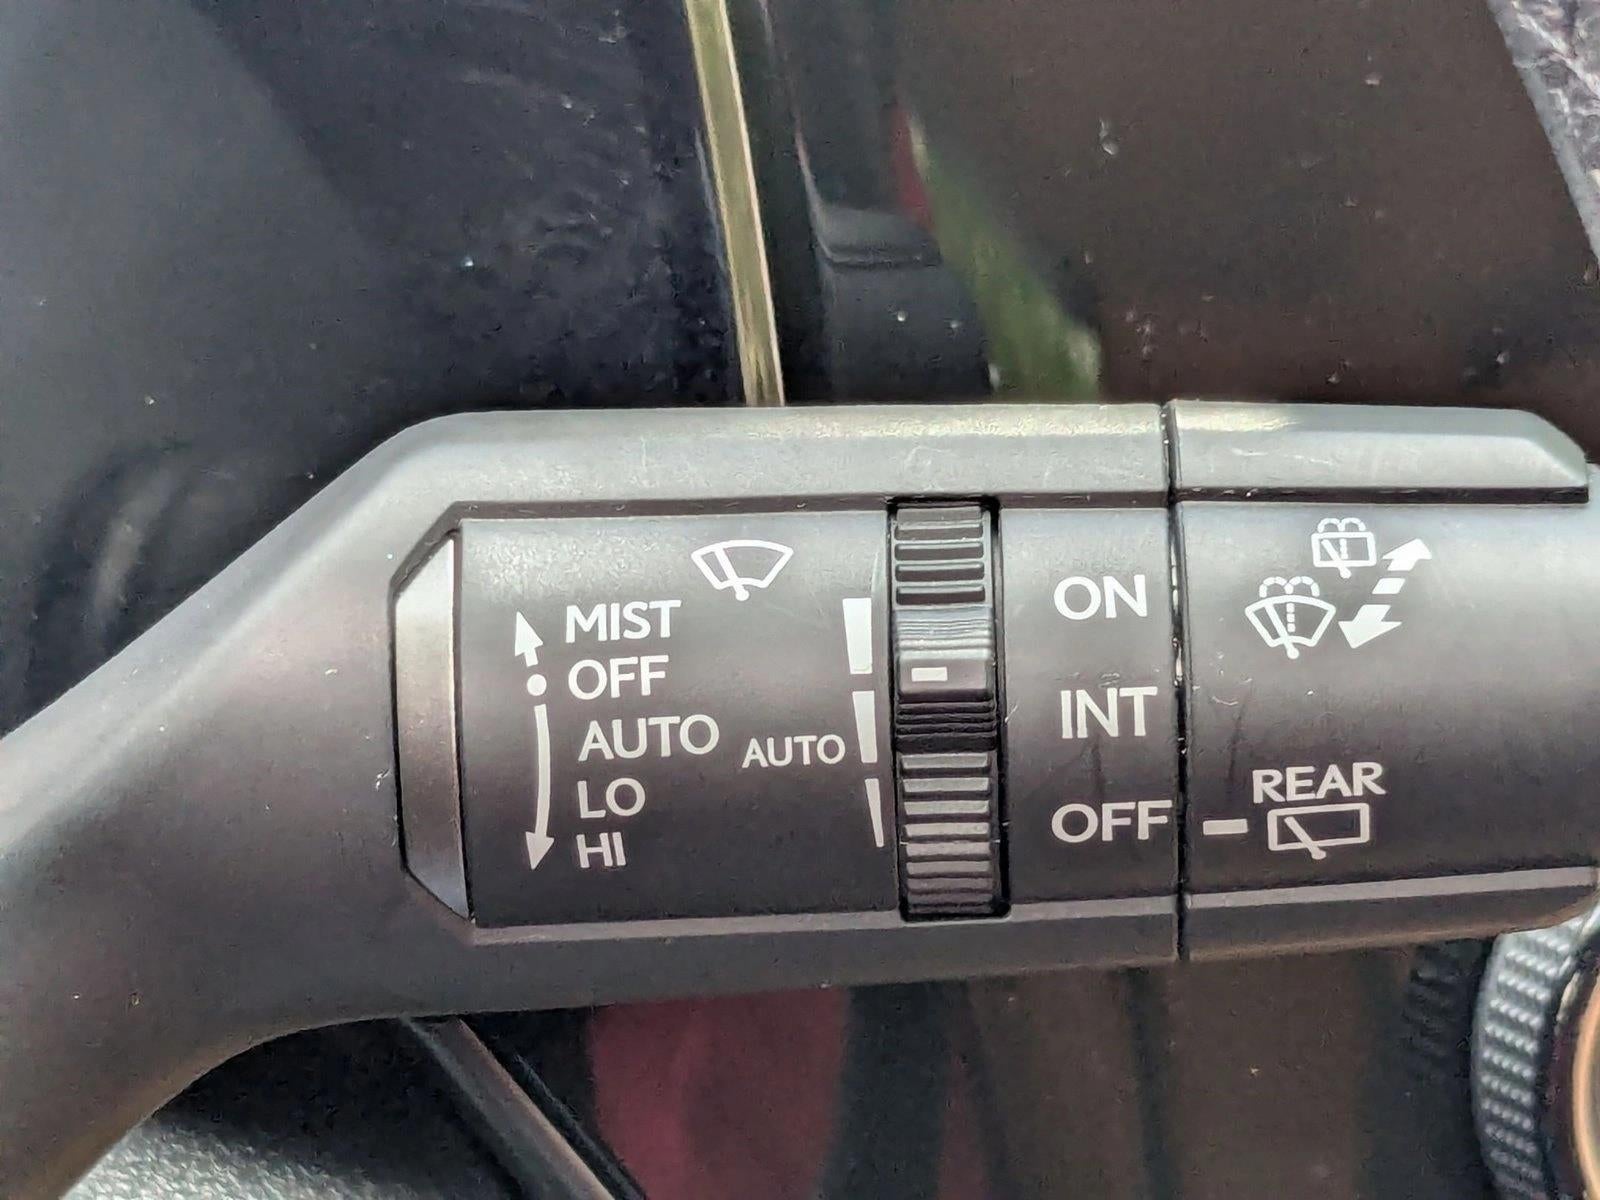 MIST
OFF
AUTO
LO
HI
AUTO
ON
INT
OFF
REAR